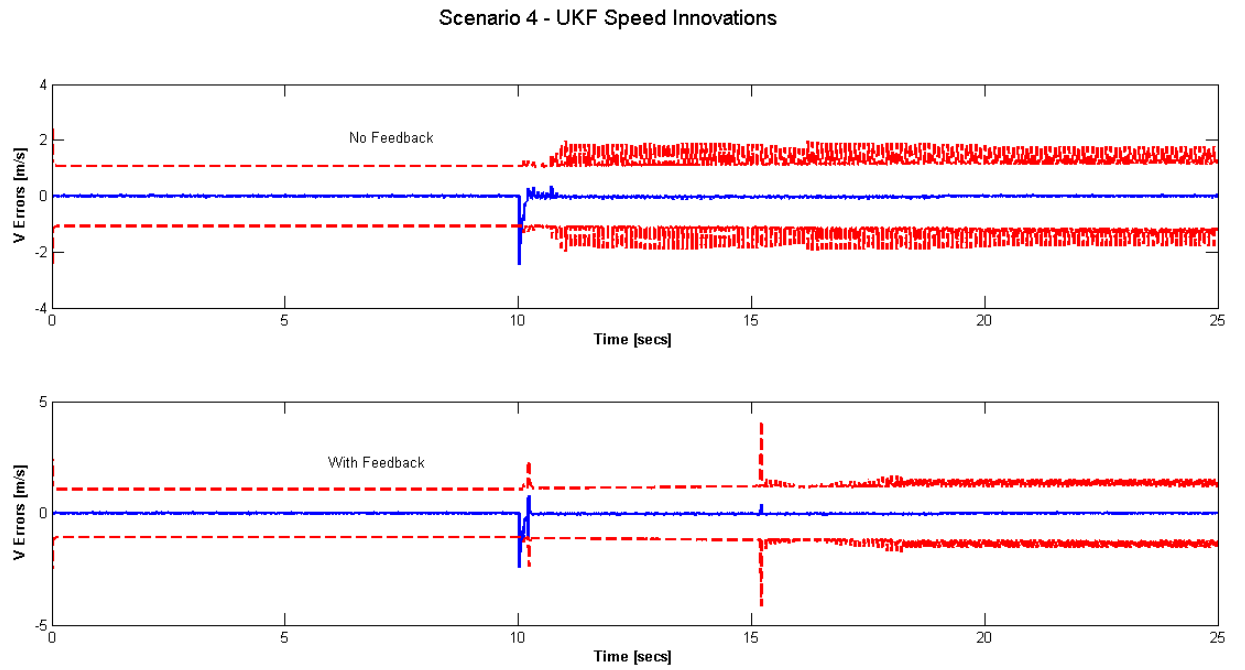 Scenario 4 - UKF Speed Innovations
4
2
0
-2
-4
V Errors [m/s]
No Feedback
0 5 10 15 20 25
Time [secs]
5
0
-5
V Errors [m/s]
With Feedback
0 5 10 15 20 25
Time [secs]